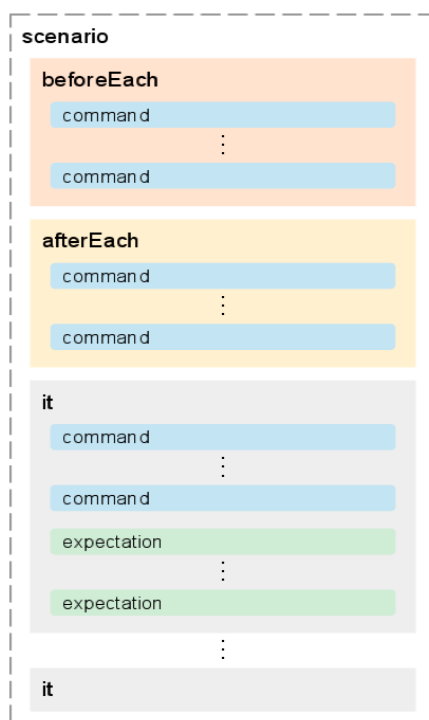 scenario
beforeEach
command
⋮
command
afterEach
command
⋮
command
it
command
⋮
command
expectation
⋮
expectation
⋮
it